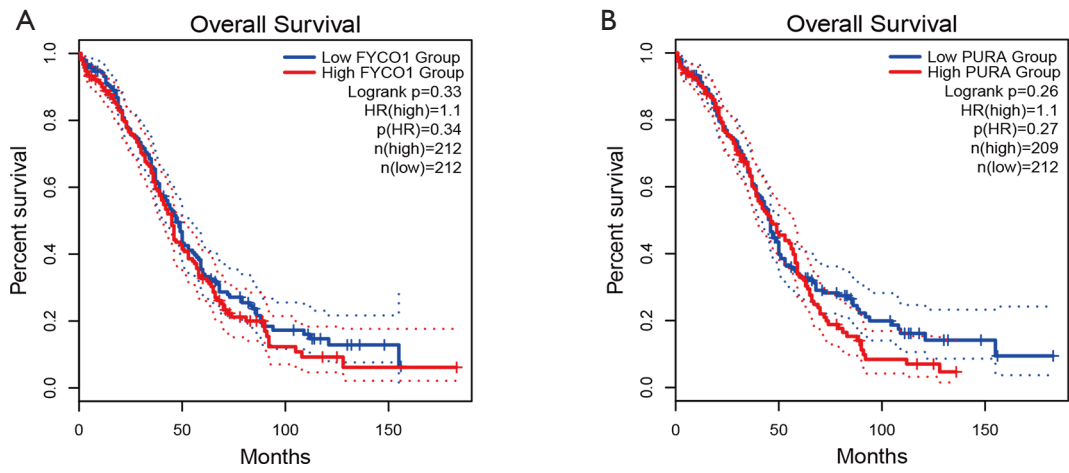 A
Overall Survival
Low FYCO1 Group
High FYCO1 Group
Logrank p=0.33
HR(high)=1.1
p(HR)=0.34
n(high)=212
n(low)=212
Percent survival
1.0
0.8
0.6
0.4
0.2
0.0
0 50 100 150
Months
B
Overall Survival
Low PURA Group
High PURA Group
Logrank p=0.26
HR(high)=1.1
p(HR)=0.27
n(high)=209
n(low)=212
Percent survival
1.0
0.8
0.6
0.4
0.2
0.0
0 50 100 150
Months